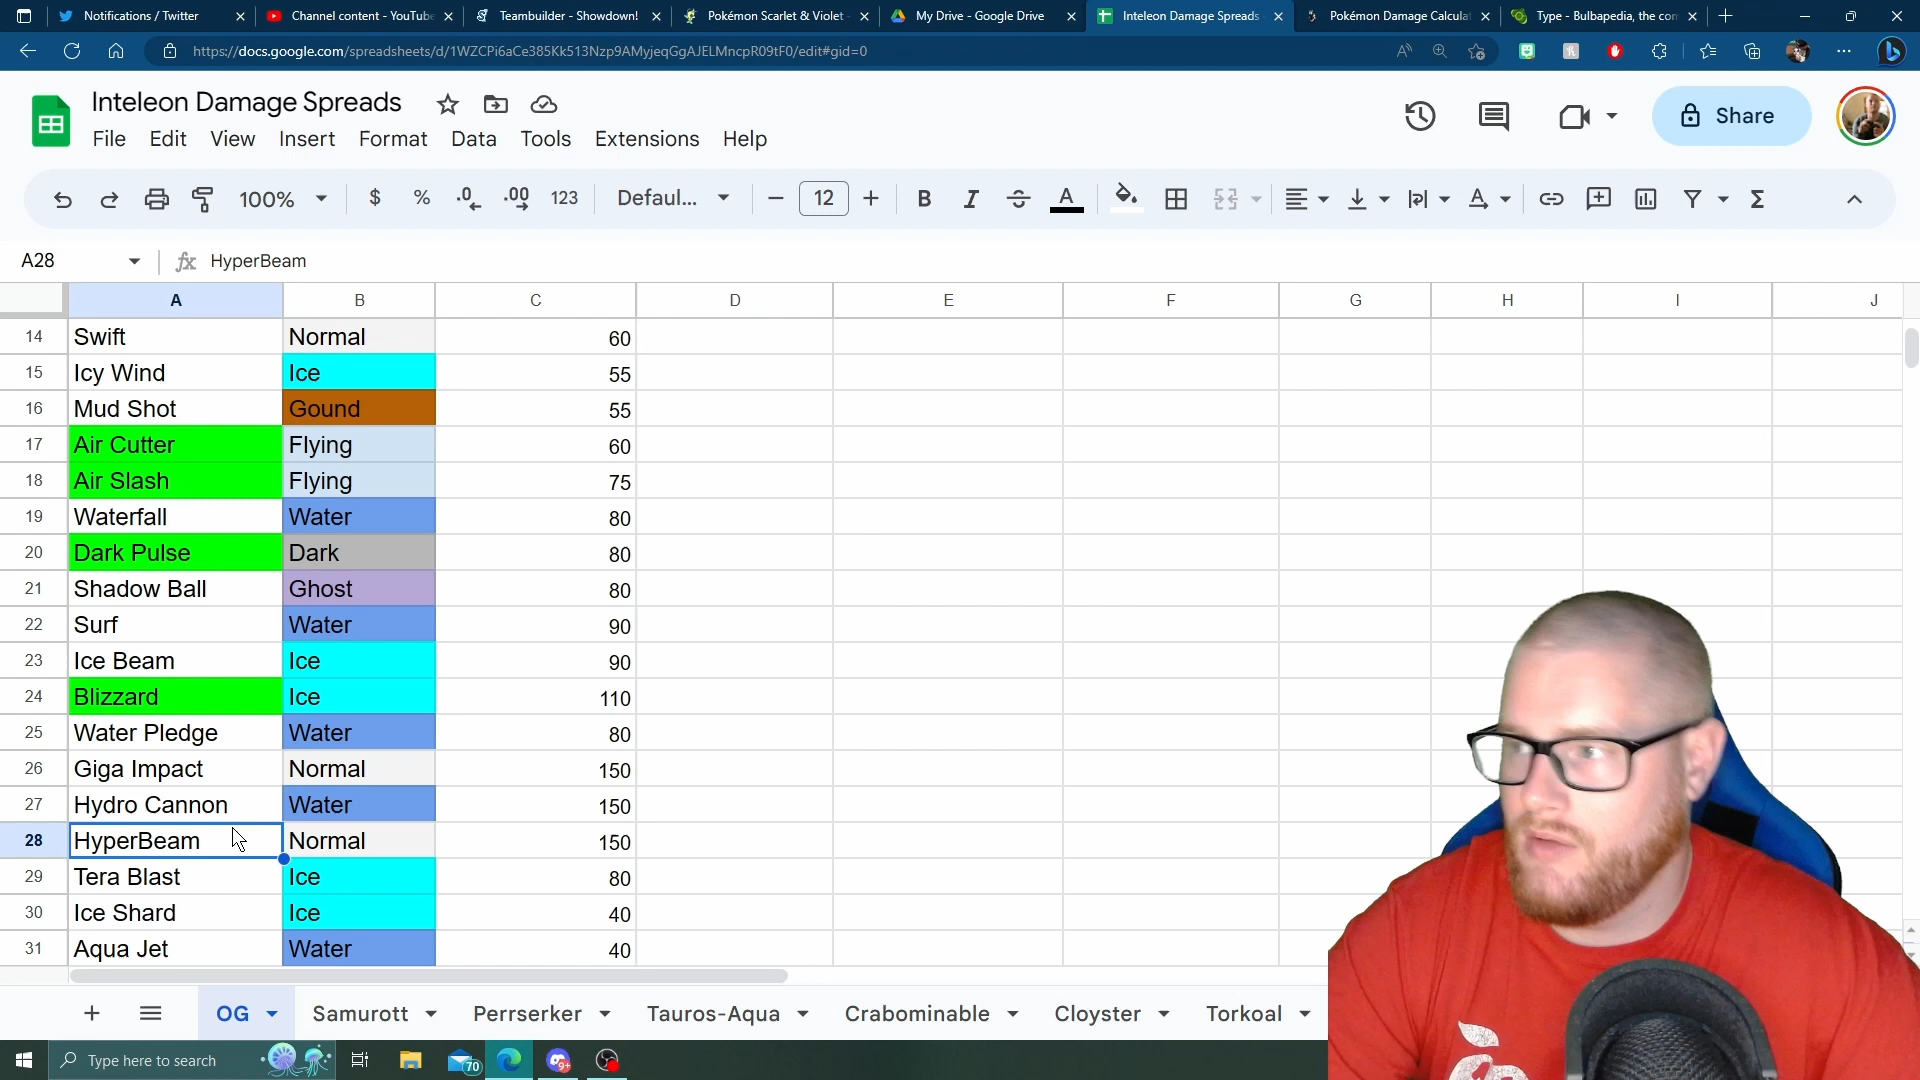 Notifications / Twitter
Channel content - YouTube
Teambuilder - Showdown!
Pokémon Scarlet & Violet -
My Drive - Google Drive
Inteleon Damage Spreads -
Pokémon Damage Calcula
Type - Bulbapedia, the com
https://docs.google.com/spreadsheets/d/1WZCPi6aCe385Kk513Nzp9AMyjeqGgAJELMncpR09tF0/edit#gid=0
Inteleon Damage Spreads
File Edit View Insert Format Data Tools Extensions Help
Share
100% $ % .0 .00 123 Defaul... 12 B I S A
A28 fx HyperBeam
A B C D E F G H I J
14 Swift Normal 60
15 Icy Wind Ice 55
16 Mud Shot Gound 55
17 Air Cutter Flying 60
18 Air Slash Flying 75
19 Waterfall Water 80
20 Dark Pulse Dark 80
21 Shadow Ball Ghost 80
22 Surf Water 90
23 Ice Beam Ice 90
24 Blizzard Ice 110
25 Water Pledge Water 80
26 Giga Impact Normal 150
27 Hydro Cannon Water 150
28 HyperBeam Normal 150
29 Tera Blast Ice 80
30 Ice Shard Ice 40
31 Aqua Jet Water 40
OG Samurott Perrserker Tauros-Aqua Crabominable Cloyster Torkoal
Type here to search
70
9+